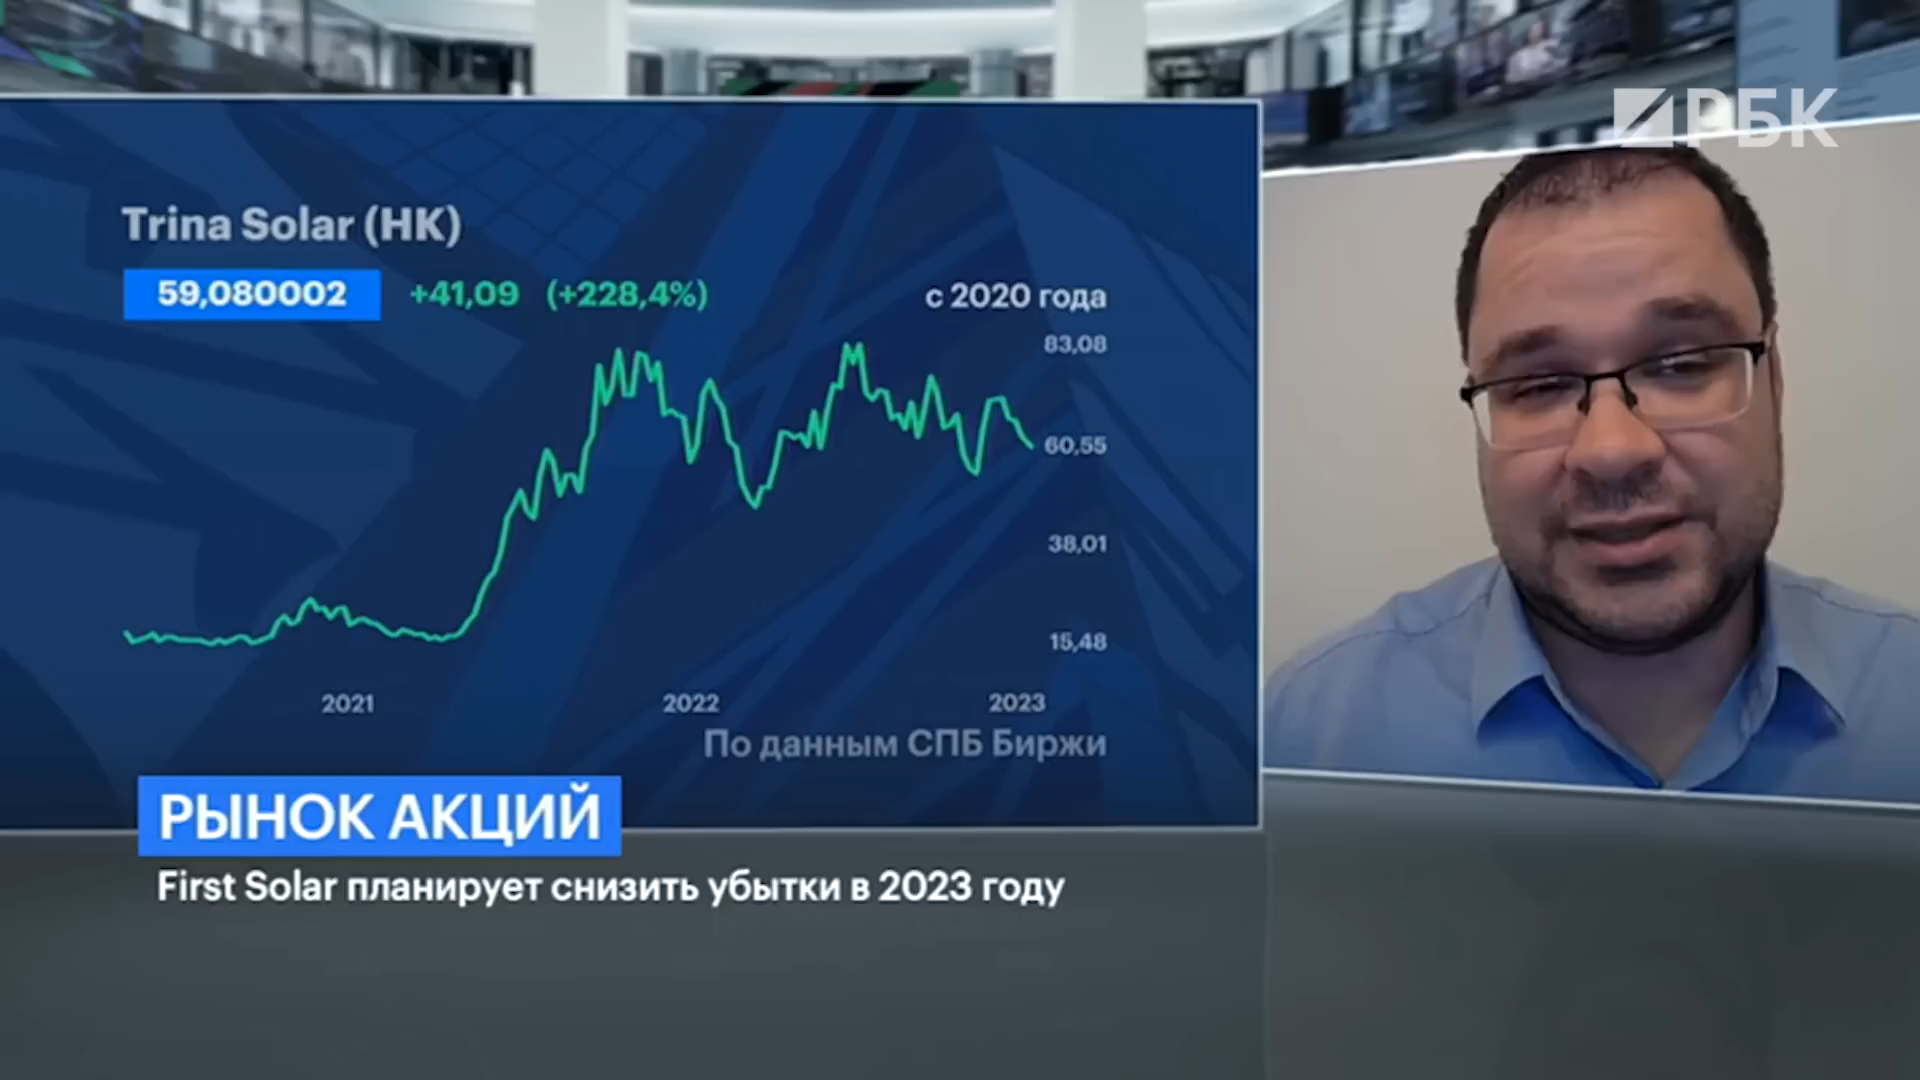 РБК
Trina Solar (HK)
59,080002 +41,09 (+228,4%) с 2020 года
83,08
60,55
38,01
15,48
2021 2022 2023
По данным СПБ Биржи
РЫНОК АКЦИЙ
First Solar планирует снизить убытки в 2023 году